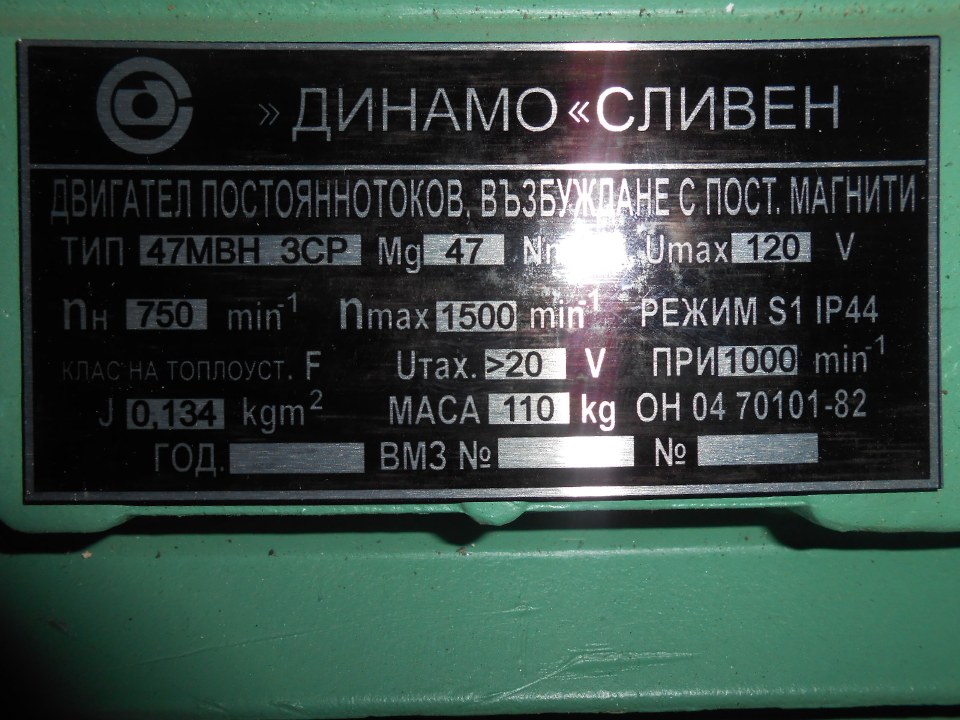 »ДИНАМО«СЛИВЕН
ДВИГАТЕЛ ПОСТОЯННОТОКОВ, ВЪЗБУЖДАНЕ С ПОСТ. МАГНИТИ
ТИП 47МВН 3СР Mg 47 Umax 120 V
nн 750 min-1 nmax 1500 min-1 РЕЖИМ S1 IP44
КЛАС НА ТОПЛОУСТ. F Uтах. >20 V ПРИ 1000 min-1
J 0,134 kgm2 МАСА 110 kg ОН 04 70101-82
ГОД. ВМЗ № №